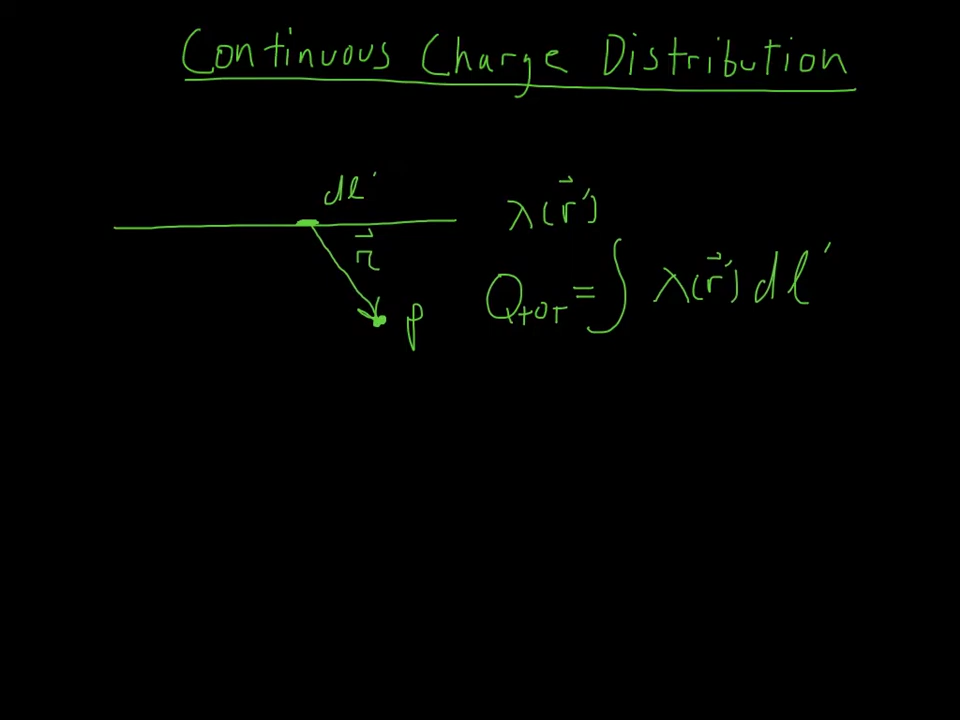 Continuous Charge Distribution
dl'
λ(r⃗')
𝓇⃗
Q_TOT = ∫ λ(r⃗') dl'
p